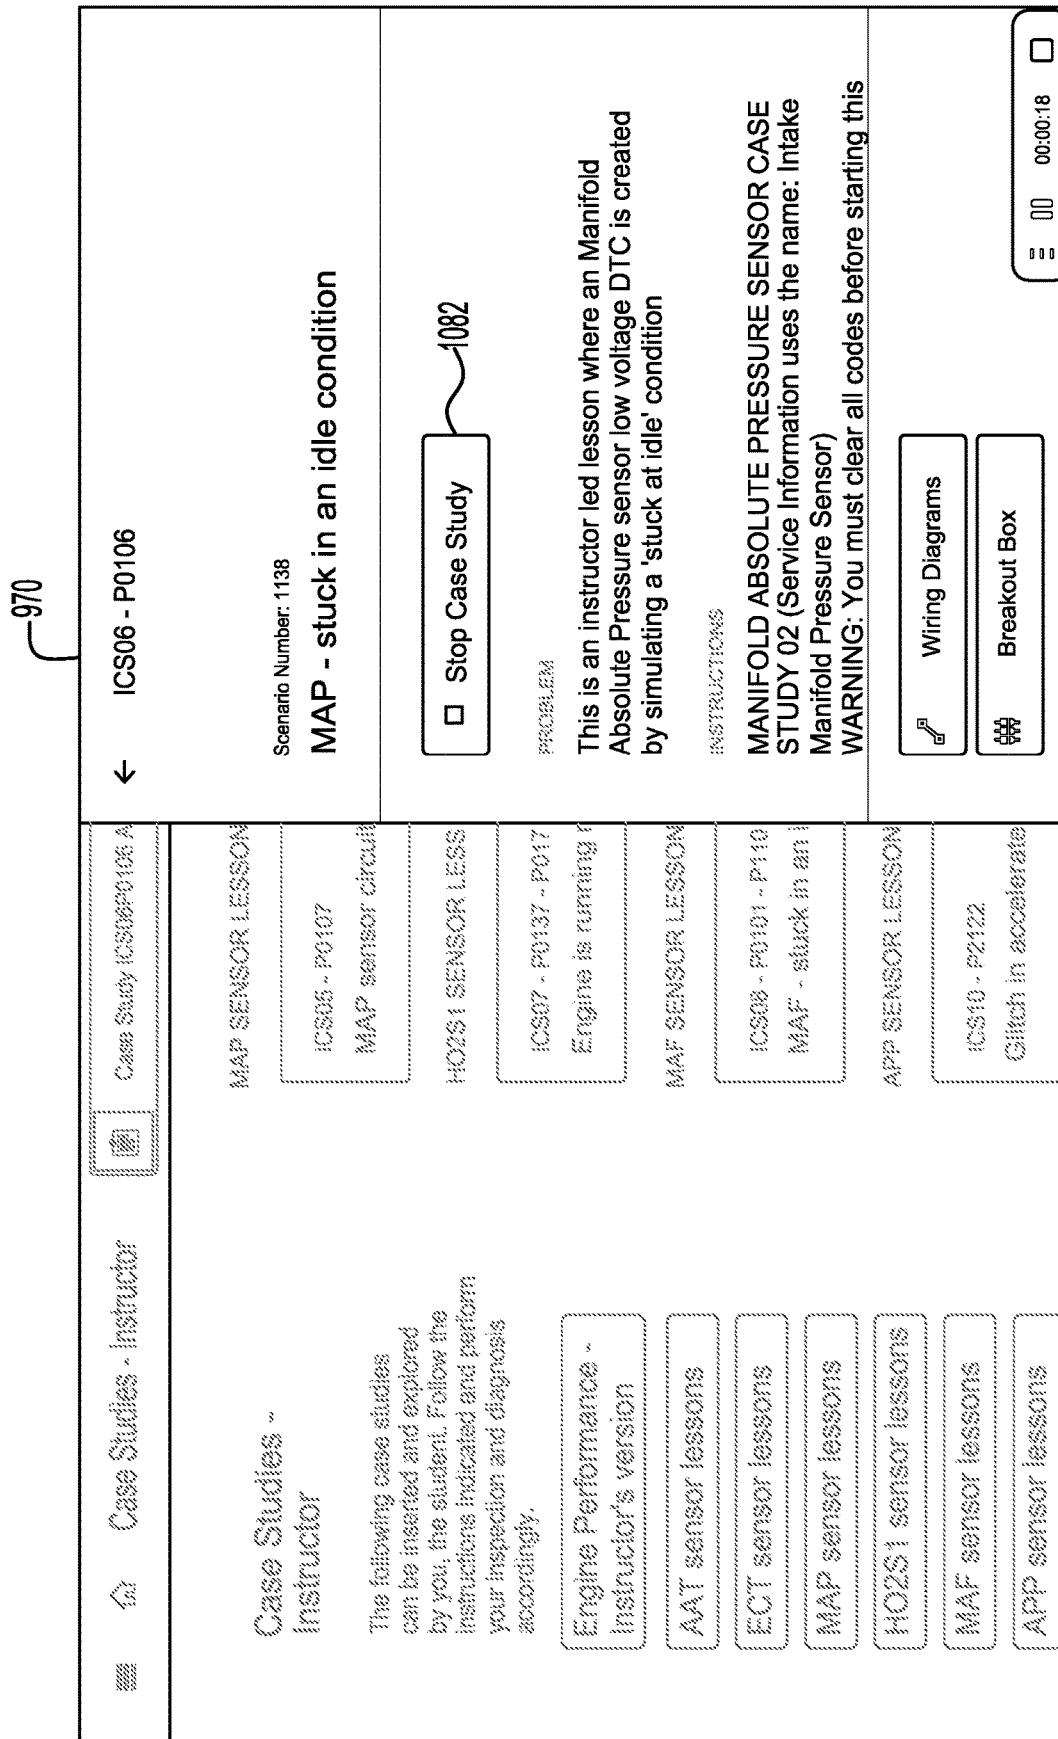 970
Case Studies - Instructor
Case Study ICS06P0106 A
Case Studies -
Instructor
The following case studies
can be inserted and explored
by you, the student. Follow the
instructions indicated and perform
your inspection and diagnosis
accordingly.
Engine Performance -
Instructor's version
AAT sensor lessons
ECT sensor lessons
MAP sensor lessons
HO2S1 sensor lessons
MAF sensor lessons
APP sensor lessons
MAP SENSOR LESSON
ICS05 - P0107
MAP sensor circuit
HO2S1 SENSOR LESS
ICS07 - P0137 - P017
Engine is running r
MAF SENSOR LESSON
ICS08 - P0101 - P110
MAF - stuck in an i
APP SENSOR LESSON
ICS10 - P2122
Glitch in accelerate
← ICS06 - P0106
Scenario Number: 1138
MAP - stuck in an idle condition
Stop Case Study
1082
PROBLEM
This is an instructor led lesson where an Manifold
Absolute Pressure sensor low voltage DTC is created
by simulating a 'stuck at idle' condition
INSTRUCTIONS
MANIFOLD ABSOLUTE PRESSURE SENSOR CASE
STUDY 02 (Service Information uses the name: Intake
Manifold Pressure Sensor)
WARNING: You must clear all codes before starting this
Wiring Diagrams
Breakout Box
00:00:18